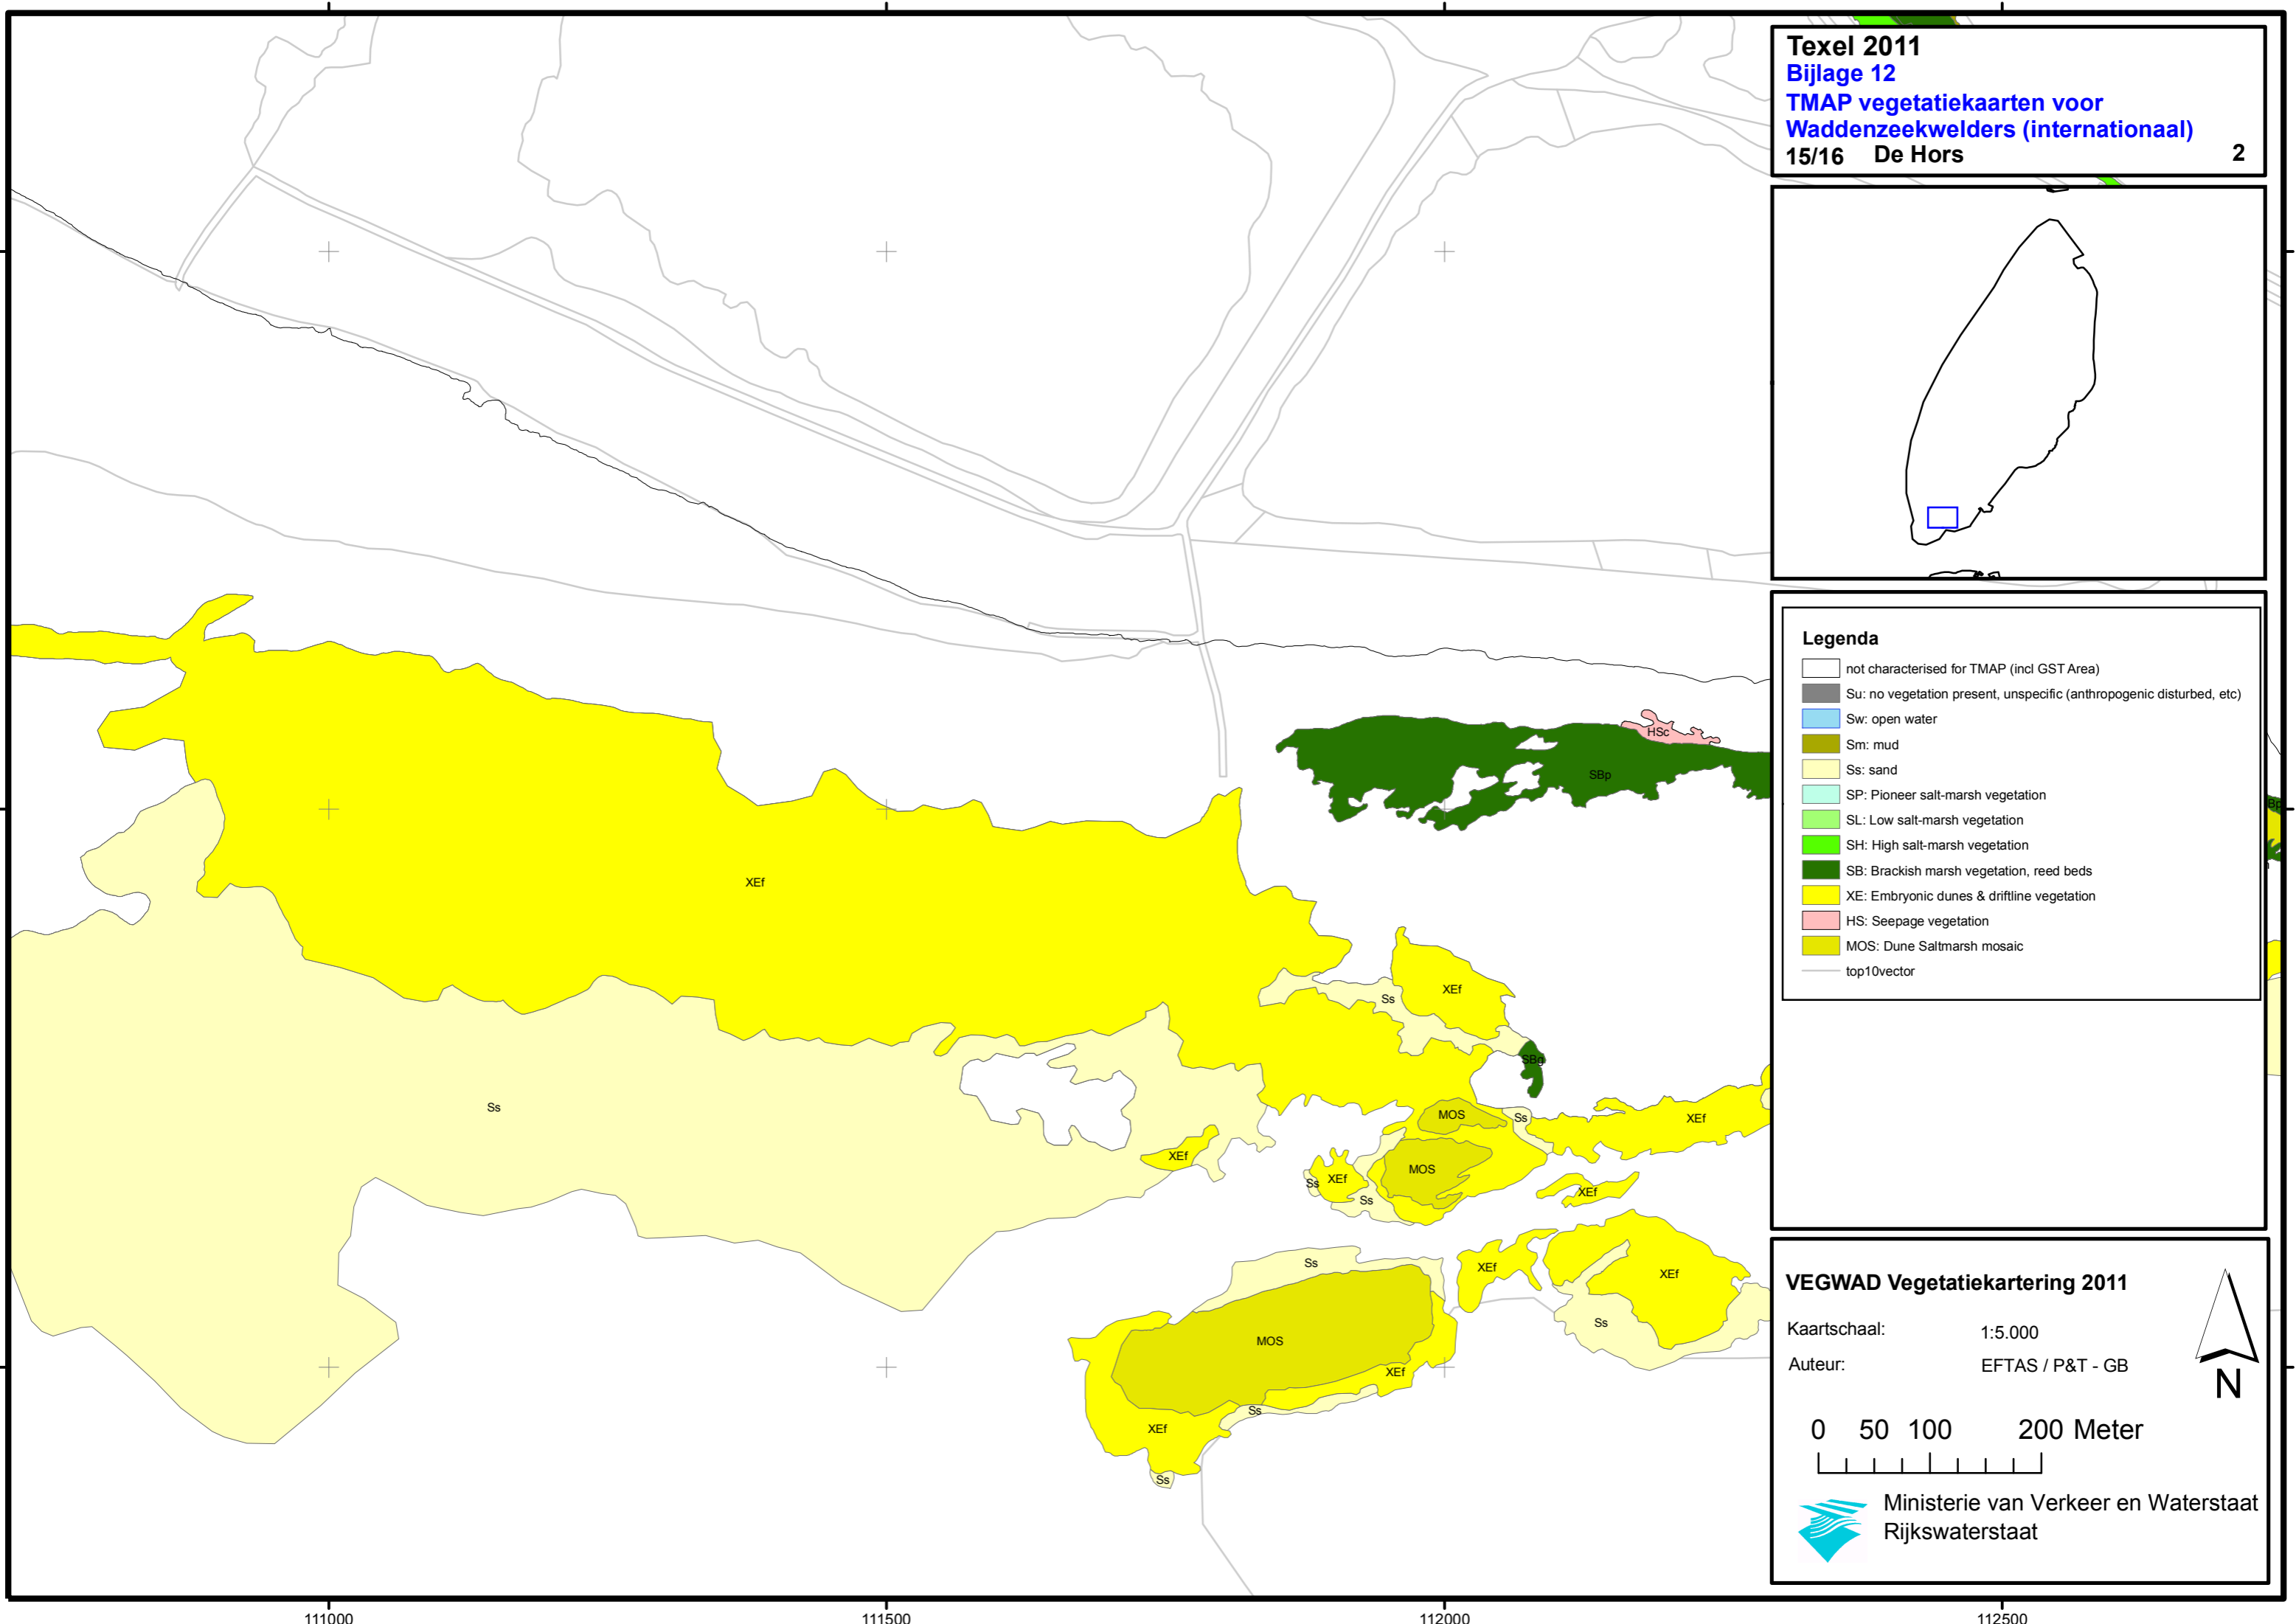 Texel 2011
Bijlage 12
TMAP vegetatiekaarten voor
Waddenzeekwelders (internationaal)
15/16 De Hors 2
Legenda
not characterised for TMAP (incl GST Area)
Su: no vegetation present, unspecific (anthropogenic disturbed, etc)
Sw: open water
Sm: mud
Ss: sand
SP: Pioneer salt-marsh vegetation
SL: Low salt-marsh vegetation
SH: High salt-marsh vegetation
SB: Brackish marsh vegetation, reed beds
XE: Embryonic dunes & driftline vegetation
HS: Seepage vegetation
MOS: Dune Saltmarsh mosaic
top10vector
HSc
SBp
Bp
XEf
XEf
Ss
SBg
Ss
MOS
Ss
XEf
XEf
MOS
XEf
Ss
Ss
XEf
Ss
XEf
XEf
Ss
MOS
XEf
Ss
XEf
Ss
VEGWAD Vegetatiekartering 2011
Kaartschaal: 1:5.000
Auteur: EFTAS / P&T - GB
N
0 50 100 200 Meter
Ministerie van Verkeer en Waterstaat
Rijkswaterstaat
111000 111500 112000 112500